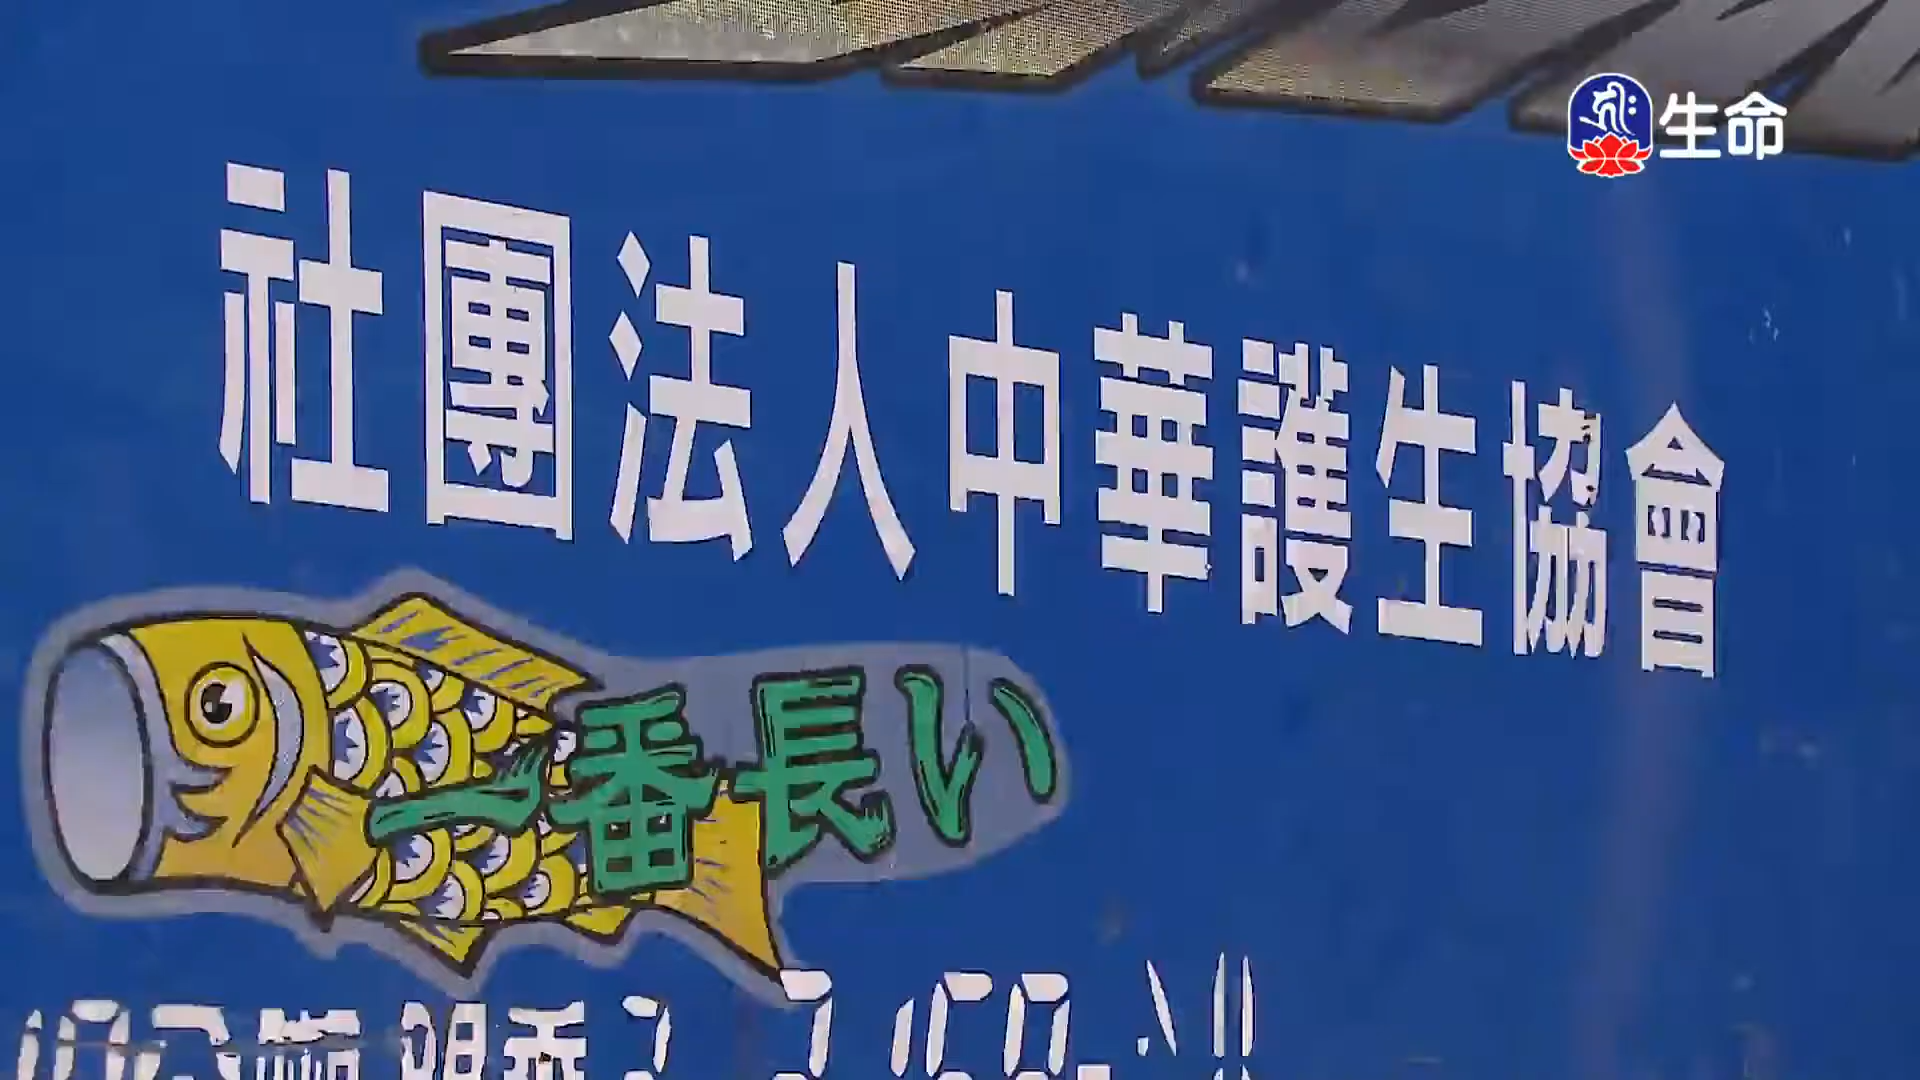 生命
社團法人中華護生協會
一番長い